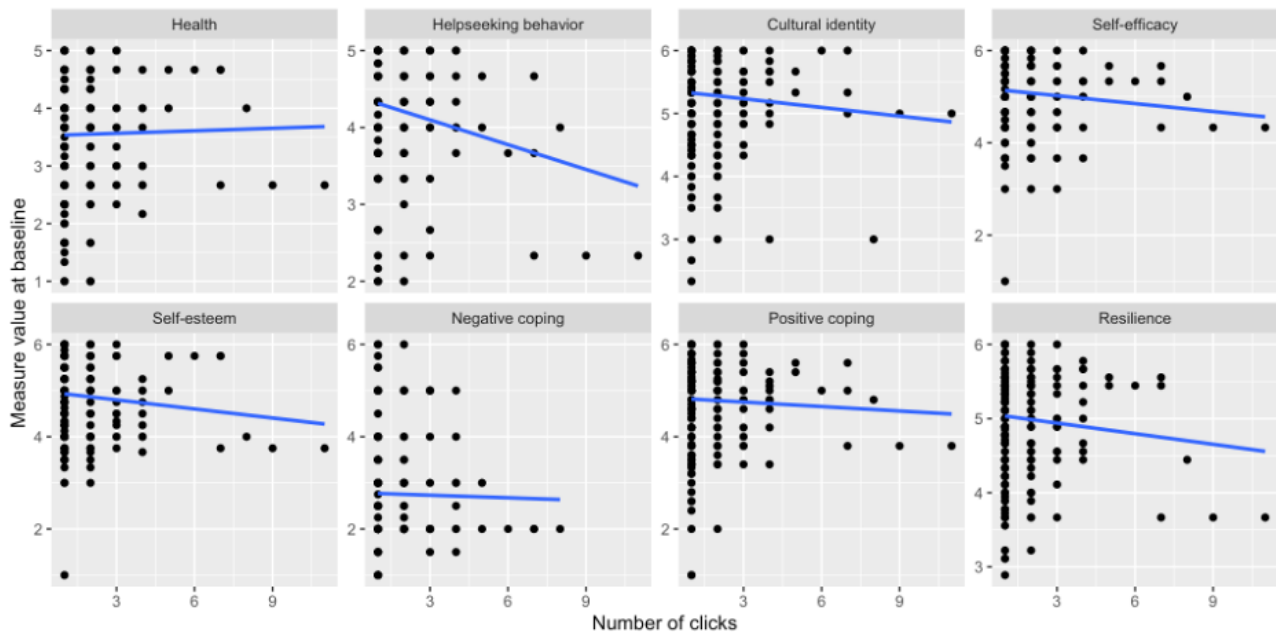 Health
Helpseeking behavior
Cultural identity
Self-efficacy
5
4
3
2
1
5
4
3
2
6
5
4
3
6
4
2
Self-esteem
Negative coping
Positive coping
Resilience
6
4
2
6
4
2
6
4
2
6
5
4
3
3 6 9
3 6 9
3 6 9
3 6 9
Measure value at baseline
Number of clicks